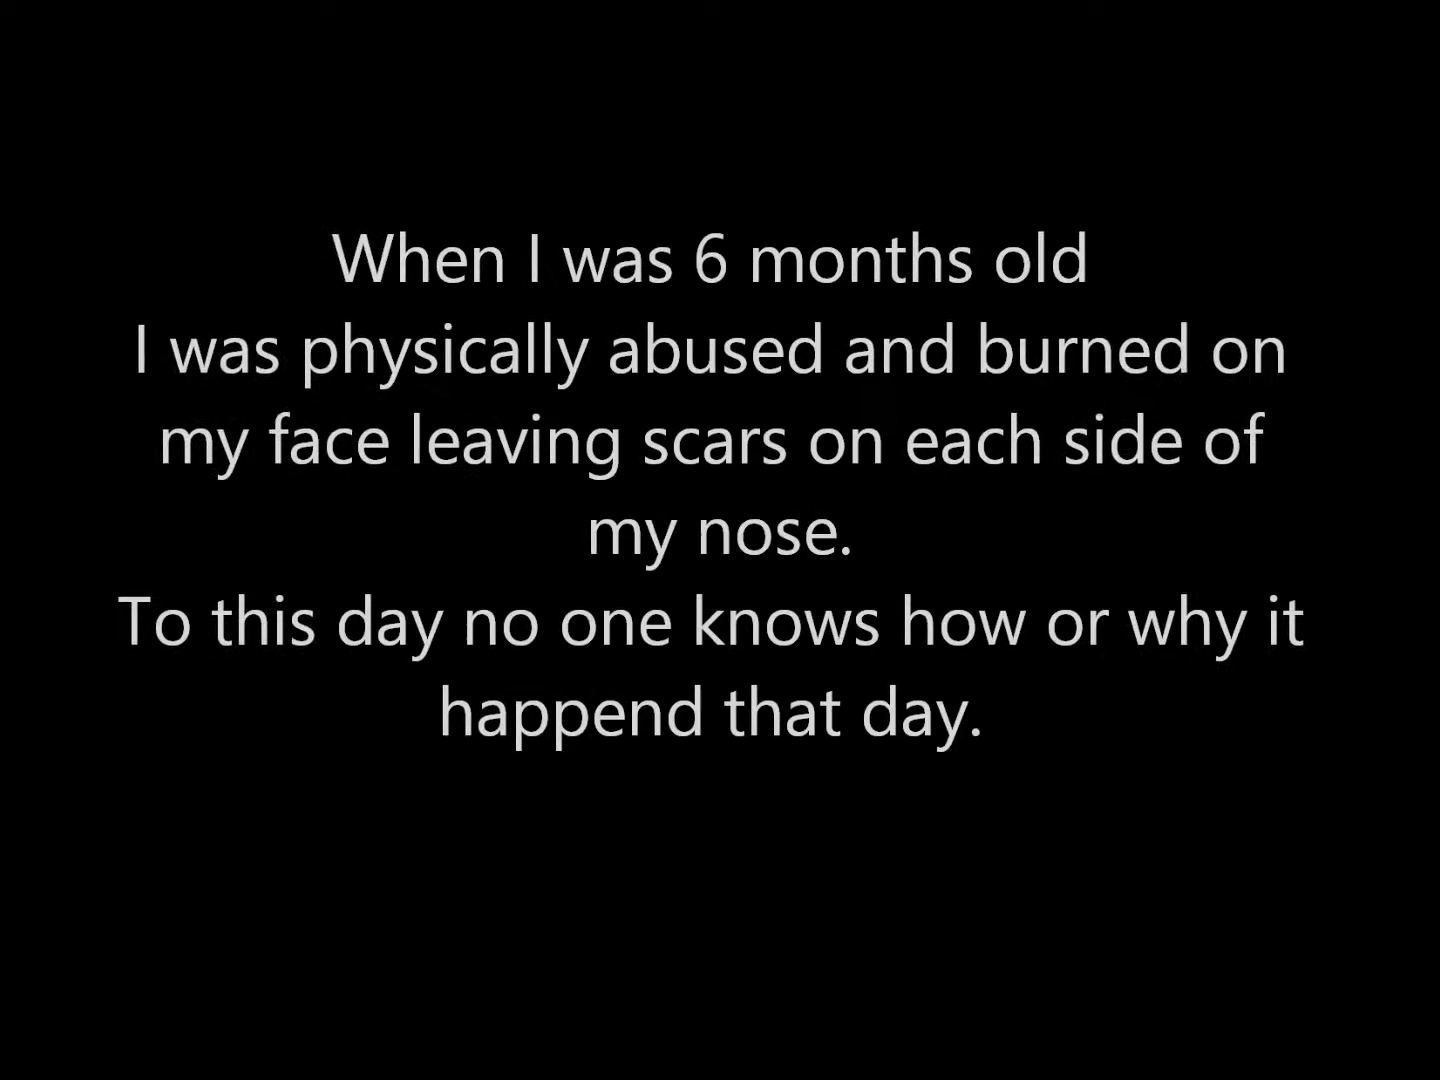 When I was 6 months old
I was physically abused and burned on
my face leaving scars on each side of
my nose.
To this day no one knows how or why it
happend that day.